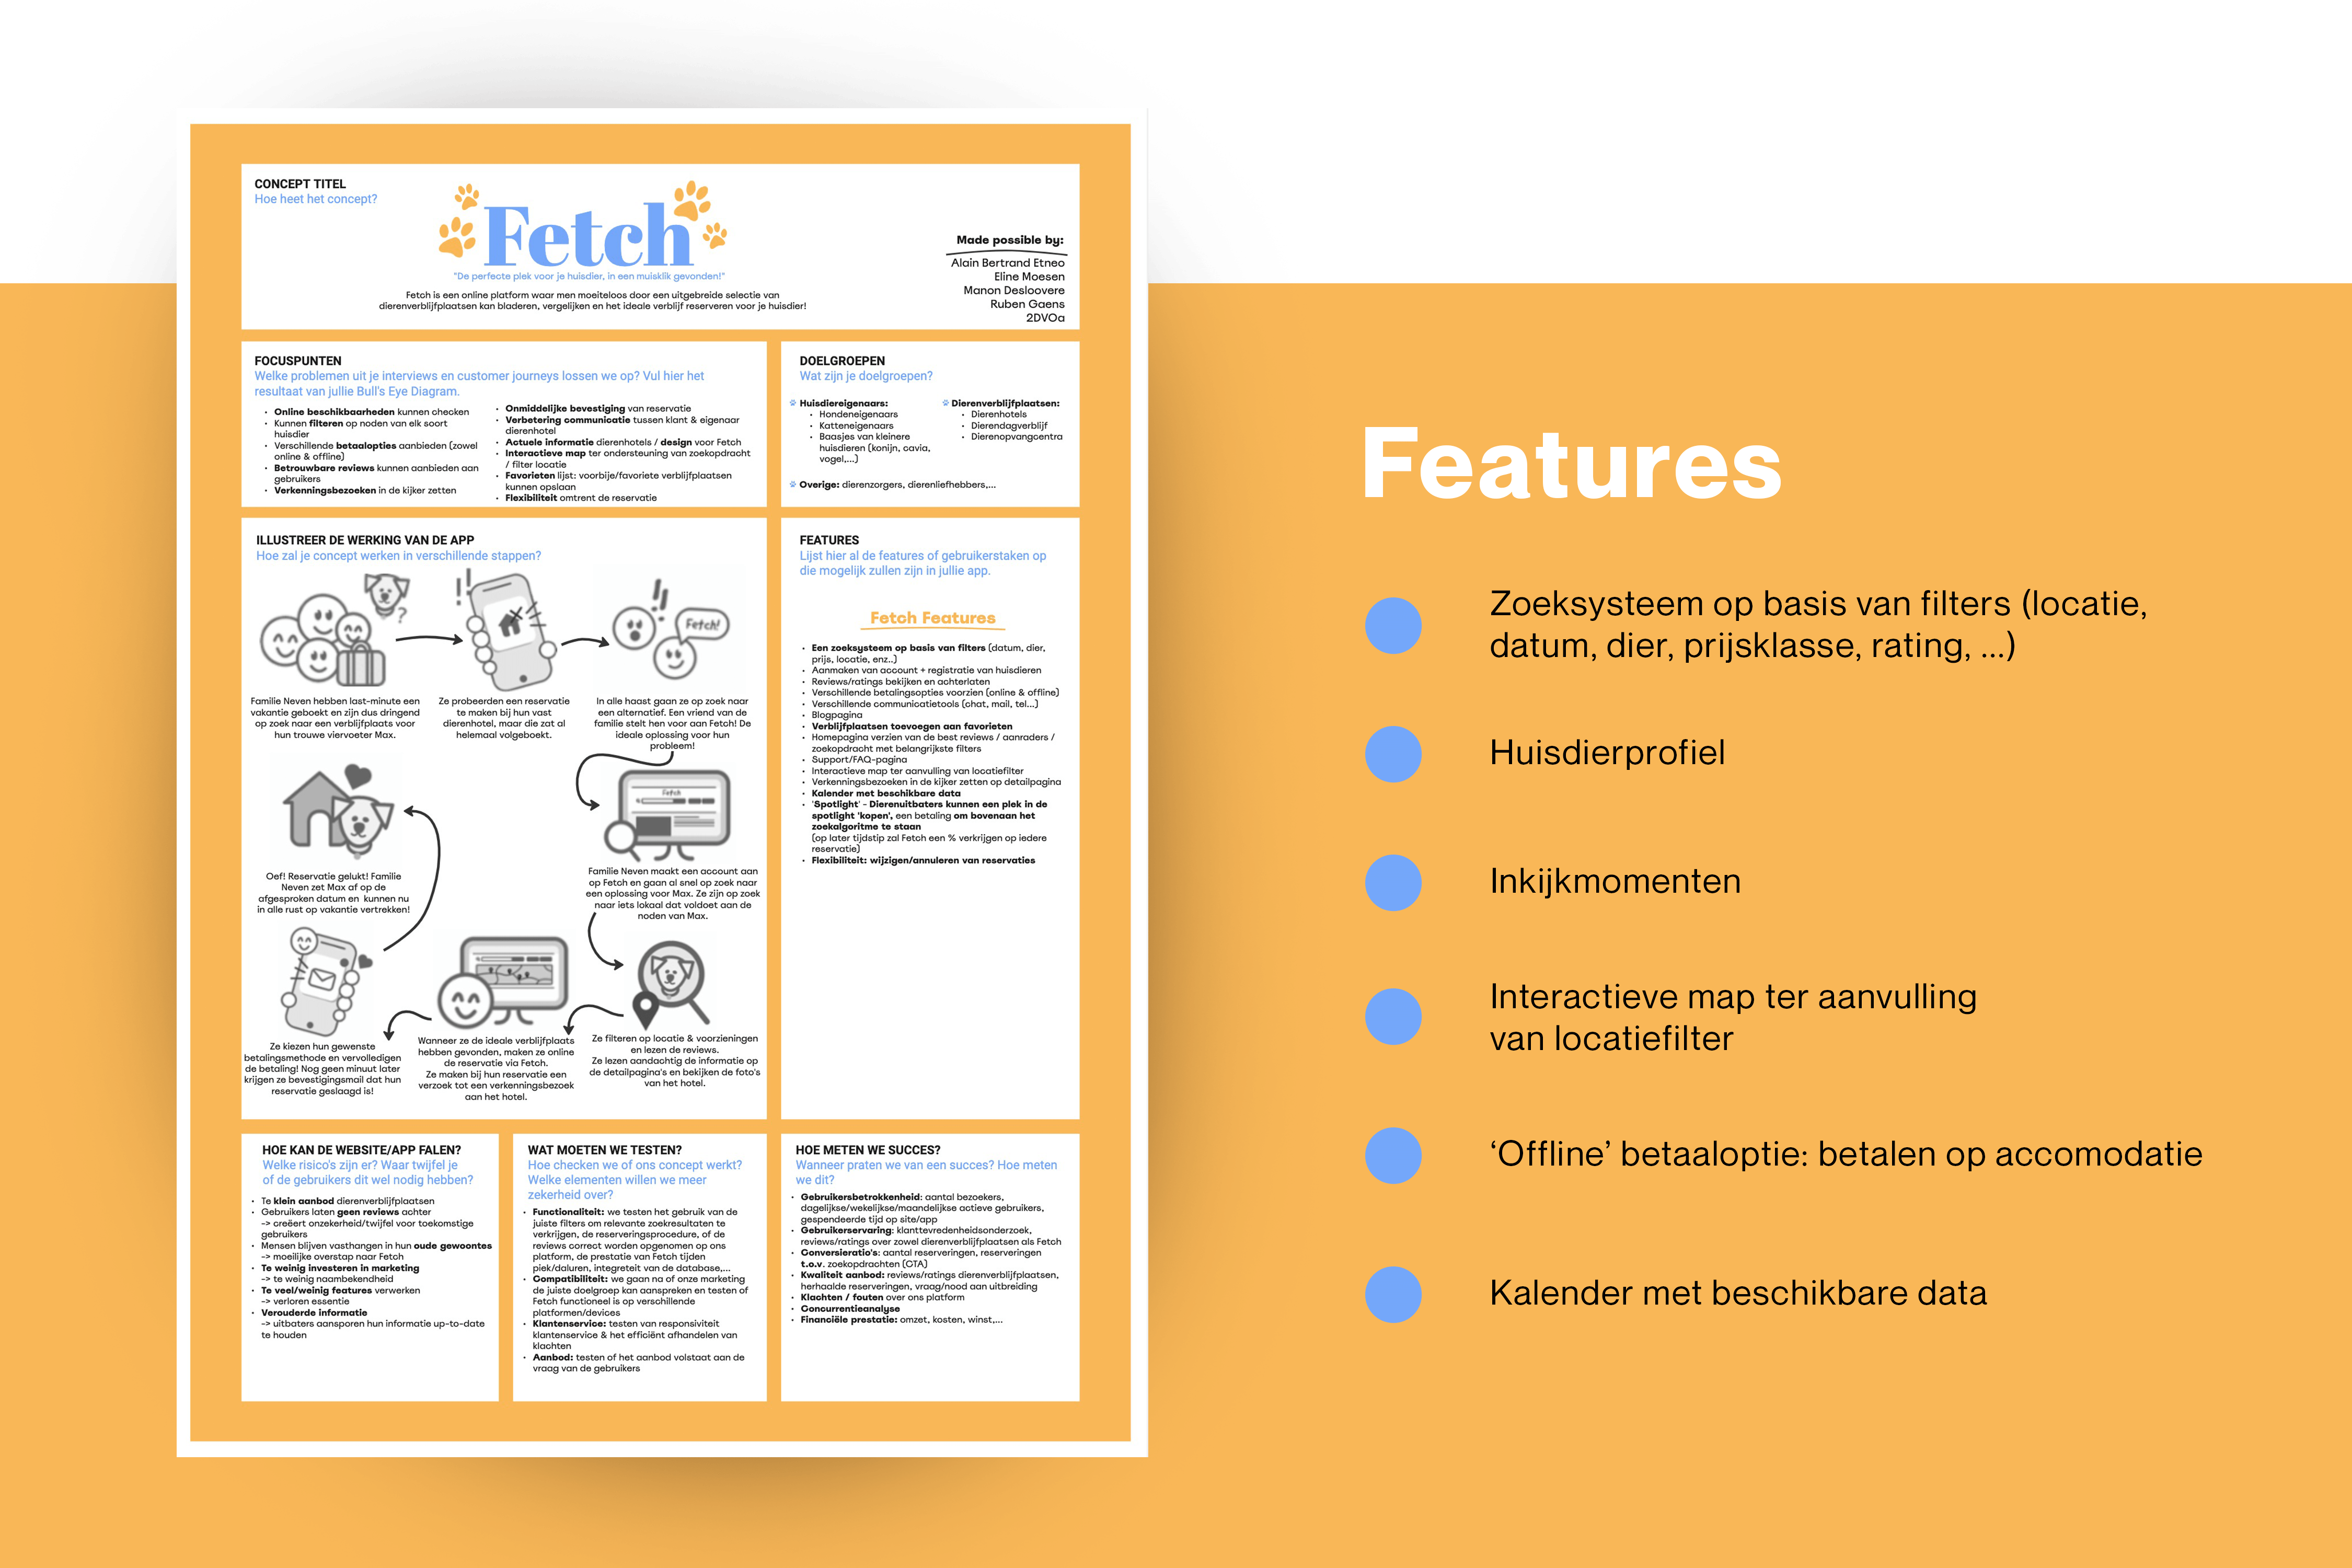 CONCEPT TITEL
Hoe heet het concept?
Fetch
"De perfecte plek voor je huisdier, in een muisklik gevonden!"
Fetch is een online platform waar men moeiteloos door een uitgebreide selectie van
dierenverblijfplaatsen kan bladeren, vergelijken en het ideale verblijf reserveren voor je huisdier!
Made possible by:
Alain Bertrand Etneo
Eline Moesen
Manon Desloovere
Ruben Gaens
2DVOa
FOCUSPUNTEN
Welke problemen uit je interviews en customer journeys lossen we op? Vul hier het
resultaat van jullie Bull's Eye Diagram.
• Online beschikbaarheden kunnen checken
• Kunnen filteren op noden van elk soort
huisdier
• Verschillende betaalopties aanbieden (zowel
online & offline)
• Betrouwbare reviews kunnen aanbieden aan
gebruikers
• Verkenningsbezoeken in de kijker zetten
• Onmiddelijke bevestiging van reservatie
• Verbetering communicatie tussen klant & eigenaar
dierenhotel
• Actuele informatie dierenhotels / design voor Fetch
• Interactieve map ter ondersteuning van zoekopdracht
/ filter locatie
• Favorieten lijst: voorbije/favoriete verblijfplaatsen
kunnen opslaan
• Flexibiliteit omtrent de reservatie
DOELGROEPEN
Wat zijn je doelgroepen?
Huisdiereigenaars:
• Hondeneigenaars
• Katteneigenaars
• Baasjes van kleinere
huisdieren (konijn, cavia,
vogel,...)
Dierenverblijfplaatsen:
• Dierenhotels
• Dierendagverblijf
• Dierenopvangcentra
Overige: dierenzorgers, dierenliefhebbers,...
ILLUSTREER DE WERKING VAN DE APP
Hoe zal je concept werken in verschillende stappen?
?
!!
!!
Fetch!
Familie Neven hebben last-minute een
vakantie geboekt en zijn dus dringend
op zoek naar een verblijfplaats voor
hun trouwe viervoeter Max.
Ze probeerden een reservatie
te maken bij hun vast
dierenhotel, maar die zat al
helemaal volgeboekt.
In alle haast gaan ze op zoek naar
een alternatief. Een vriend van de
familie stelt hen voor aan Fetch! De
ideale oplossing voor hun
probleem!
Fetch
Familie Neven maakt een account aan
op Fetch en gaan al snel op zoek naar
een oplossing voor Max. Ze zijn op zoek
naar iets lokaal dat voldoet aan de
noden van Max.
Ze filteren op locatie & voorzieningen
en lezen de reviews.
Ze lezen aandachtig de informatie op
de detailpagina's en bekijken de foto's
van het hotel.
Wanneer ze de ideale verblijfplaats
hebben gevonden, maken ze online
de reservatie via Fetch.
Ze maken bij hun reservatie een
verzoek tot een verkenningsbezoek
aan het hotel.
Ze kiezen hun gewenste
betalingsmethode en vervolledigen
de betaling! Nog geen minuut later
krijgen ze bevestigingsmail dat hun
reservatie geslaagd is!
Oef! Reservatie gelukt! Familie
Neven zet Max af op de
afgesproken datum en kunnen nu
in alle rust op vakantie vertrekken!
FEATURES
Lijst hier al de features of gebruikerstaken op
die mogelijk zullen zijn in jullie app.
Fetch Features
• Een zoeksysteem op basis van filters (datum, dier,
prijs, locatie, enz..)
• Aanmaken van account + registratie van huisdieren
• Reviews/ratings bekijken en achterlaten
• Verschillende betalingsopties voorzien (online & offline)
• Verschillende communicatietools (chat, mail, tel...)
• Blogpagina
• Verblijfplaatsen toevoegen aan favorieten
• Homepagina verzien van de best reviews / aanraders /
zoekopdracht met belangrijkste filters
• Support/FAQ-pagina
• Interactieve map ter aanvulling van locatiefilter
• Verkenningsbezoeken in de kijker zetten op detailpagina
• Kalender met beschikbare data
• 'Spotlight' - Dierenuitbaters kunnen een plek in de
spotlight 'kopen', een betaling om bovenaan het
zoekalgoritme te staan
(op later tijdstip zal Fetch een % verkrijgen op iedere
reservatie)
• Flexibiliteit: wijzigen/annuleren van reservaties
HOE KAN DE WEBSITE/APP FALEN?
Welke risico's zijn er? Waar twijfel je
of de gebruikers dit wel nodig hebben?
• Te klein aanbod dierenverblijfplaatsen
• Gebruikers laten geen reviews achter
-> creëert onzekerheid/twijfel voor toekomstige
gebruikers
• Mensen blijven vasthangen in hun oude gewoontes
-> moeilijke overstap naar Fetch
• Te weinig investeren in marketing
-> te weinig naambekendheid
• Te veel/weinig features verwerken
-> verloren essentie
• Verouderde informatie
-> uitbaters aansporen hun informatie up-to-date
te houden
WAT MOETEN WE TESTEN?
Hoe checken we of ons concept werkt?
Welke elementen willen we meer
zekerheid over?
• Functionaliteit: we testen het gebruik van de
juiste filters om relevante zoekresultaten te
verkrijgen, de reserveringsprocedure, of de
reviews correct worden opgenomen op ons
platform, de prestatie van Fetch tijden
piek/daluren, integreteit van de database,...
• Compatibiliteit: we gaan na of onze marketing
de juiste doelgroep kan aanspreken en testen of
Fetch functioneel is op verschillende
platformen/devices
• Klantenservice: testen van responsiviteit
klantenservice & het efficiënt afhandelen van
klachten
• Aanbod: testen of het aanbod volstaat aan de
vraag van de gebruikers
HOE METEN WE SUCCES?
Wanneer praten we van een succes? Hoe meten
we dit?
• Gebruikersbetrokkenheid: aantal bezoekers,
dagelijkse/wekelijkse/maandelijkse actieve gebruikers,
gespendeerde tijd op site/app
• Gebruikerservaring: klanttevredenheidsonderzoek,
reviews/ratings over zowel dierenverblijfplaatsen als Fetch
• Conversieratio's: aantal reserveringen, reserveringen
t.o.v. zoekopdrachten (CTA)
• Kwaliteit aanbod: reviews/ratings dierenverblijfplaatsen,
herhaalde reserveringen, vraag/nood aan uitbreiding
• Klachten / fouten over ons platform
• Concurrentieanalyse
• Financiële prestatie: omzet, kosten, winst,...
Features
Zoeksysteem op basis van filters (locatie,
datum, dier, prijsklasse, rating, ...)
Huisdierprofiel
Inkijkmomenten
Interactieve map ter aanvulling
van locatiefilter
‘Offline’ betaaloptie: betalen op accomodatie
Kalender met beschikbare data